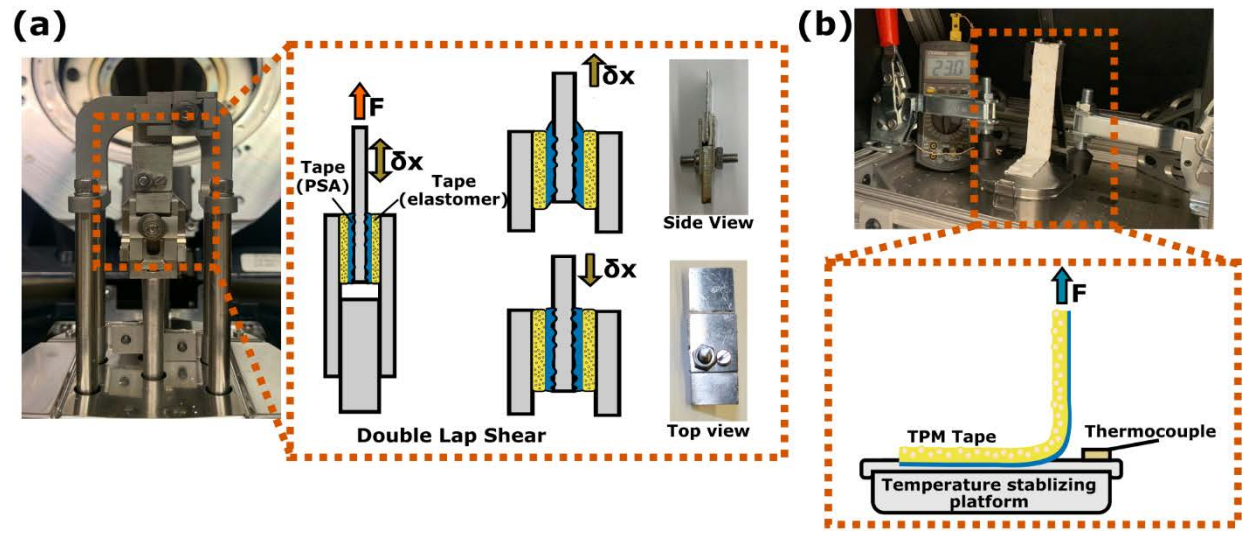 (a)
F
δx
Tape
(PSA)
Tape
(elastomer)
δx
δx
Double Lap Shear
Side View
Top view
(b)
23.0
F
TPM Tape
Thermocouple
Temperature stablizing
platform